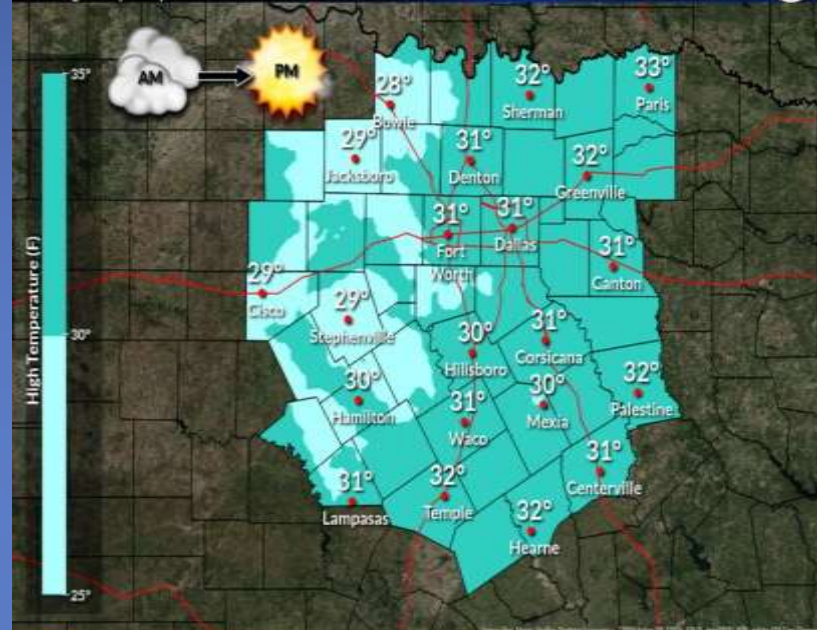 AM
PM
High Temperature (F)
35°
30°
25°
28°
Bowie
32°
Sherman
33°
Paris
29°
Jacksboro
31°
Denton
32°
Greenville
31°
Fort
Worth
31°
Dallas
31°
Canton
29°
Cisco
29°
Stephenville
30°
Hillsboro
31°
Corsicana
30°
Hamilton
31°
Waco
30°
Mexia
32°
Palestine
31°
Lampasas
32°
Temple
31°
Centerville
32°
Hearne